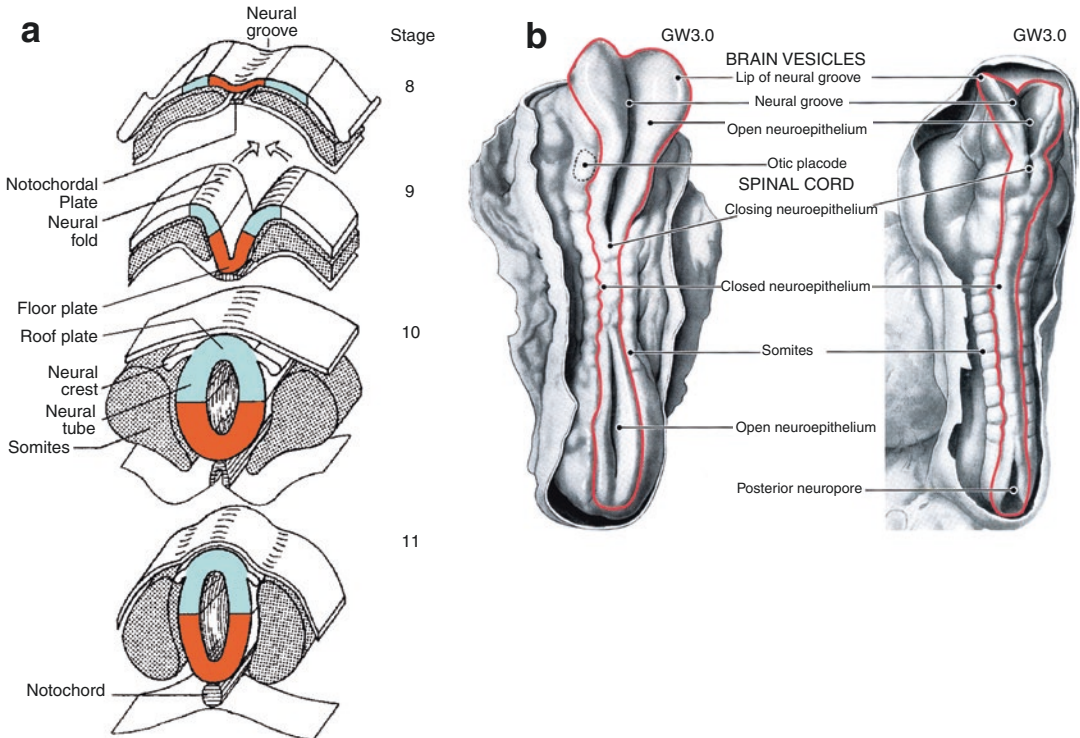 a
Neural
groove
Stage
8
Notochordal
Plate
Neural
fold
9
Floor plate
Roof plate
10
Neural
crest
Neural
tube
Somites
11
Notochord
b
GW3.0
GW3.0
BRAIN VESICLES
Lip of neural groove
Neural groove
Open neuroepithelium
Otic placode
SPINAL CORD
Closing neuroepithelium
Closed neuroepithelium
Somites
Open neuroepithelium
Posterior neuropore